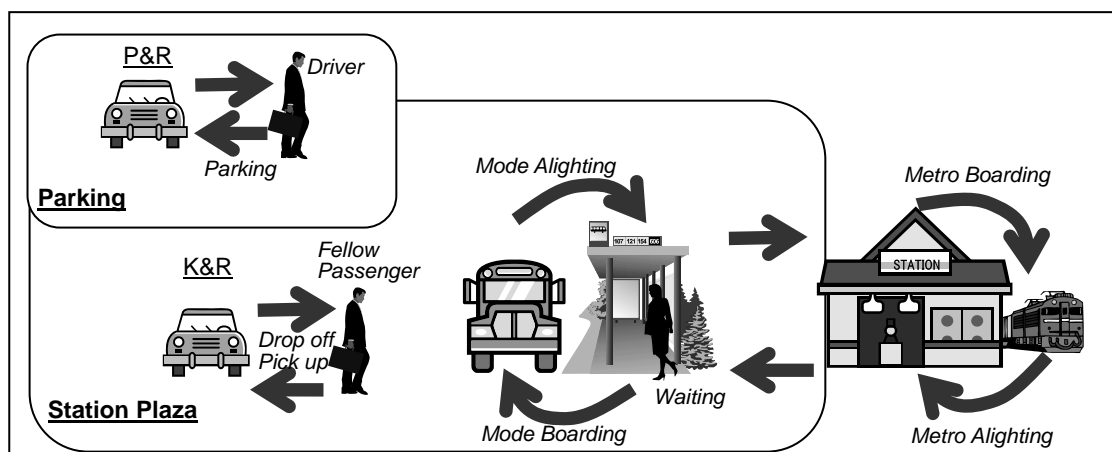 P&R
Driver
Parking
Parking
Mode Alighting
Metro Boarding
107 121 154 606
Fellow
Passenger
K&R
STATION
Drop off
Pick up
Waiting
Station Plaza
Mode Boarding
Metro Alighting